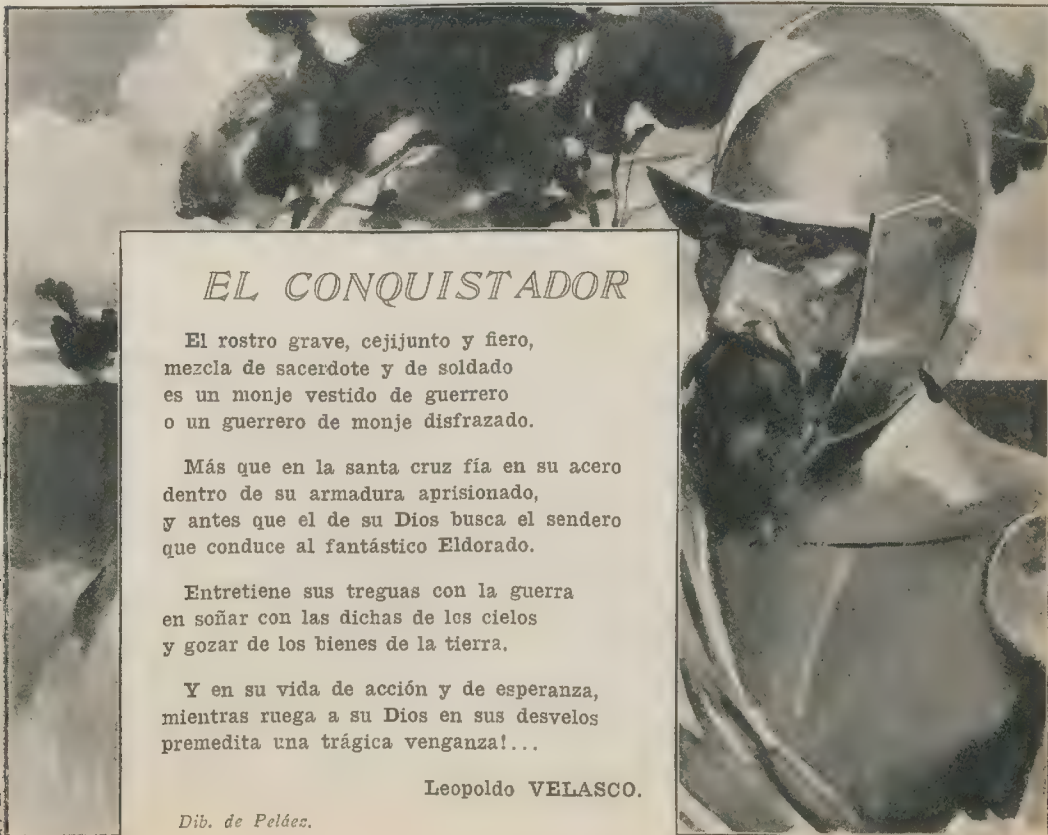 EL CONQUISTADOR
El rostro grave, cejijunto y fiero,
mezcla de sacerdote y de soldado
es un monje vestido de guerrero
o un guerrero de monje disfrazado.
Más que en la santa cruz fía en su acero
dentro de su armadura aprisionado,
y antes que el de su Dios busca el sendero
que conduce al fantástico Eldorado.
Entretiene sus treguas con la guerra
en soñar con las dichas de los cielos
y gozar de los bienes de la tierra.
Y en su vida de acción y de esperanza,
mientras ruega a su Dios en sus desvelos
premedita una trágica venganza!...
Leopoldo VELASCO.
Dib. de Peláez.